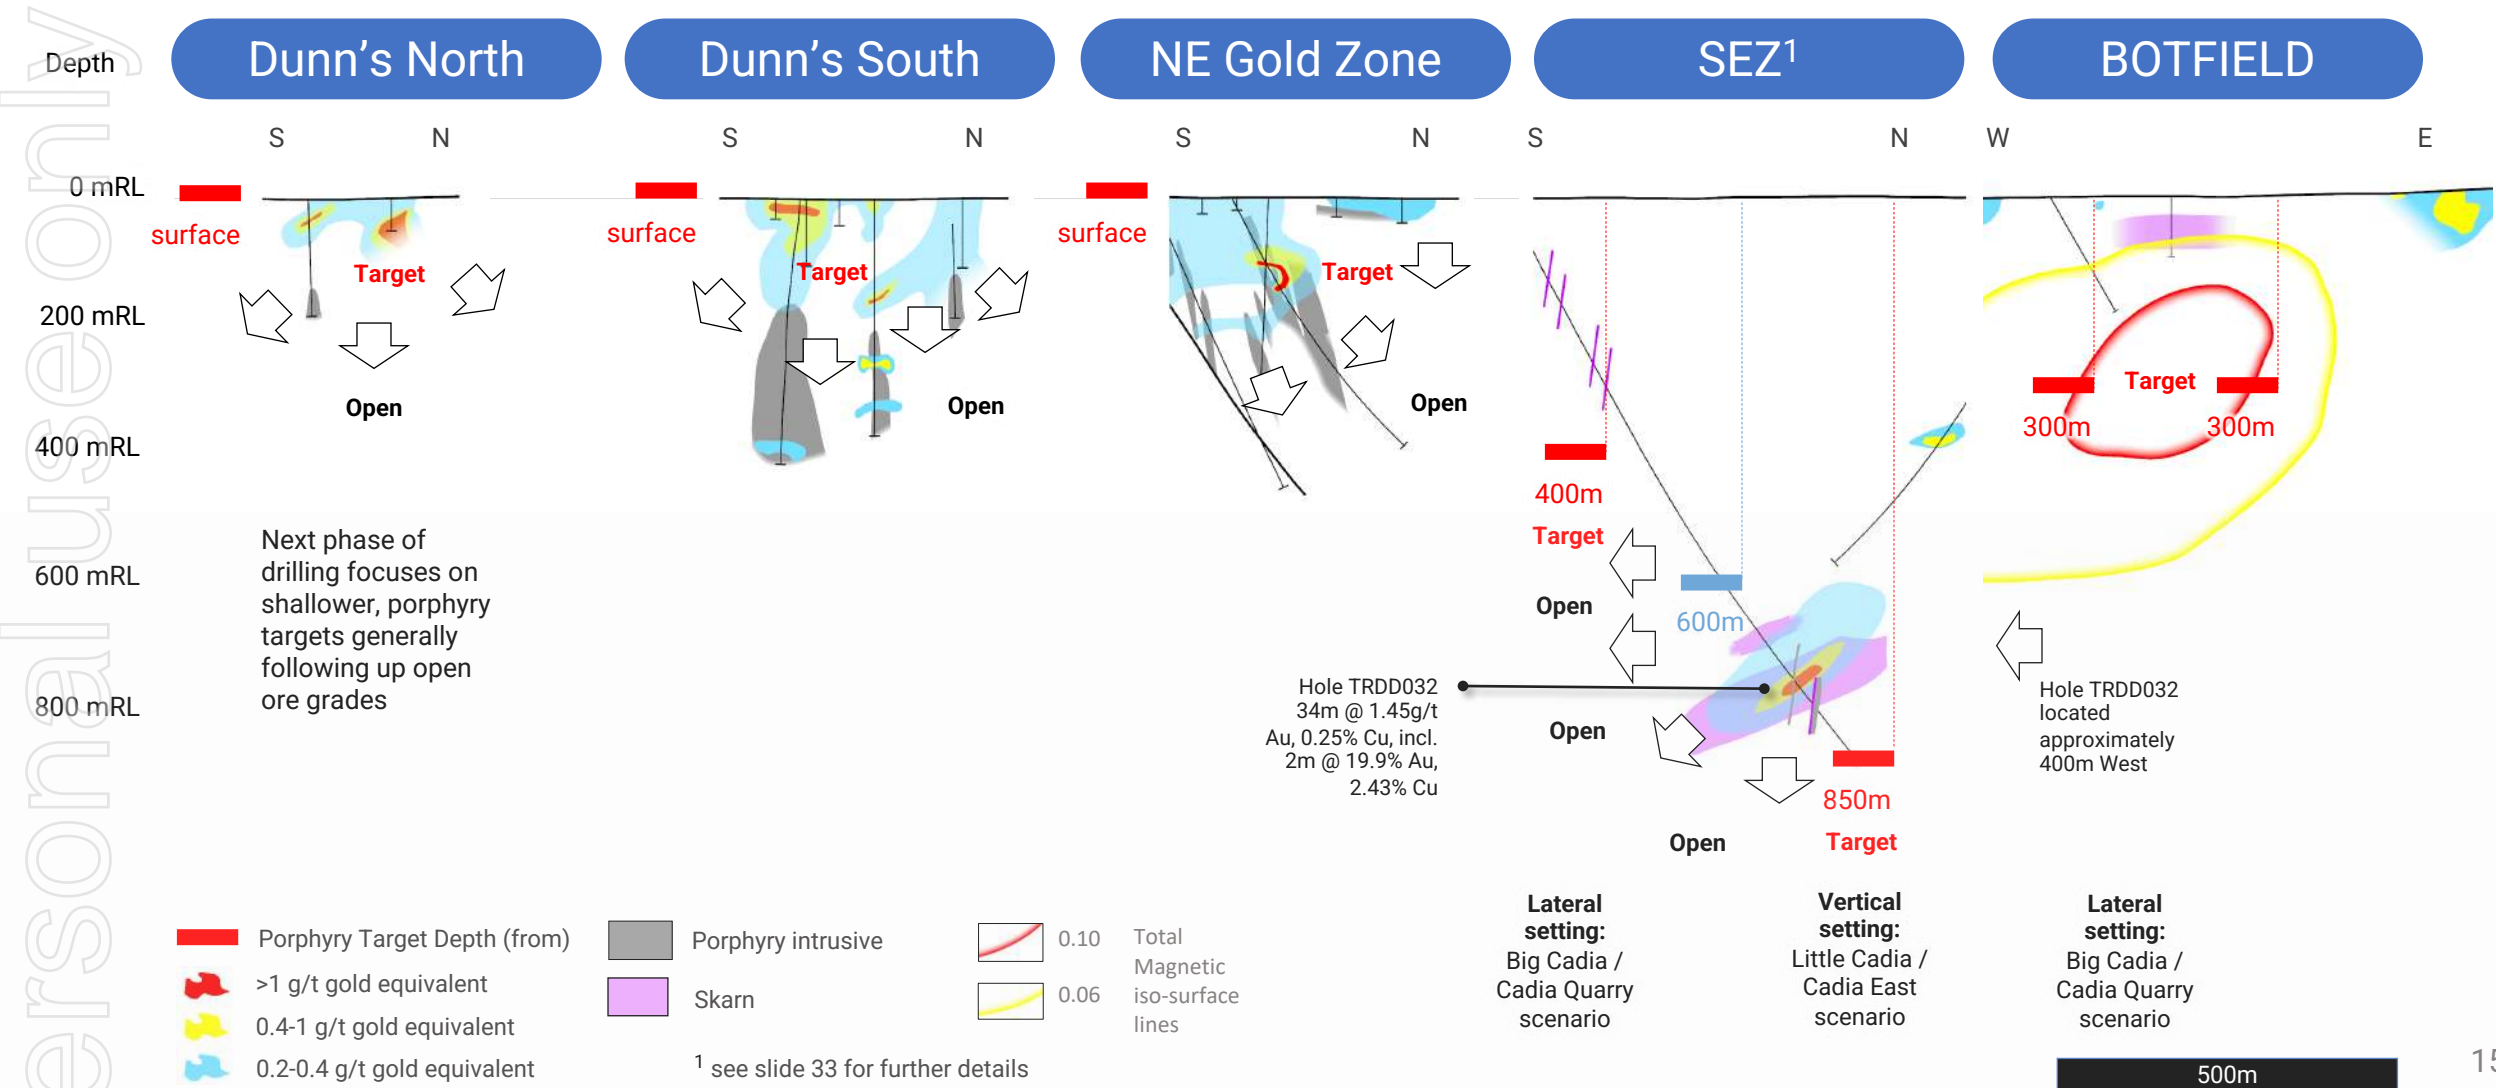 Depth
Dunn's North
Dunn's South
NE Gold Zone
SEZ1
BOTFIELD
S N
S N
S N
S N
W E
0 mRL
200 mRL
400 mRL
600 mRL
800 mRL
surface
Target
Open
surface
Target
Open
surface
Target
Open
400m
Target
Open
600m
Open
850m
Open
Target
Target
300m
300m
Next phase of
drilling focuses on
shallower, porphyry
targets generally
following up open
ore grades
Hole TRDD032
34m @ 1.45g/t
Au, 0.25% Cu, incl.
2m @ 19.9% Au,
2.43% Cu
Hole TRDD032
located
approximately
400m West
Lateral
setting:
Big Cadia /
Cadia Quarry
scenario
Vertical
setting:
Little Cadia /
Cadia East
scenario
Lateral
setting:
Big Cadia /
Cadia Quarry
scenario
Porphyry Target Depth (from)
>1 g/t gold equivalent
0.4-1 g/t gold equivalent
0.2-0.4 g/t gold equivalent
Porphyry intrusive
Skarn
0.10
0.06
Total
Magnetic
iso-surface
lines
1 see slide 33 for further details
500m
ersonal use only